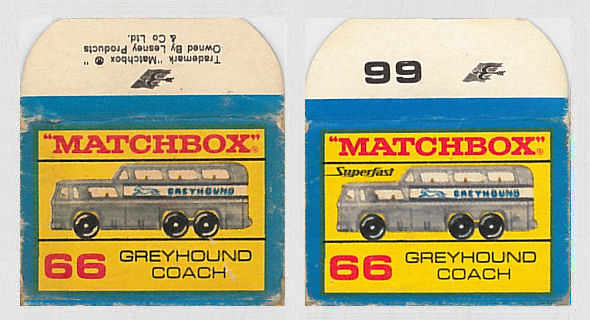 Trademark "Matchbox" ®
Owned By Lesney Products
& Co Ltd.
"MATCHBOX"®
GREYHOUND
66 GREYHOUND
COACH
66
"MATCHBOX"®
Superfast
GREYHOUND
66 GREYHOUND
COACH